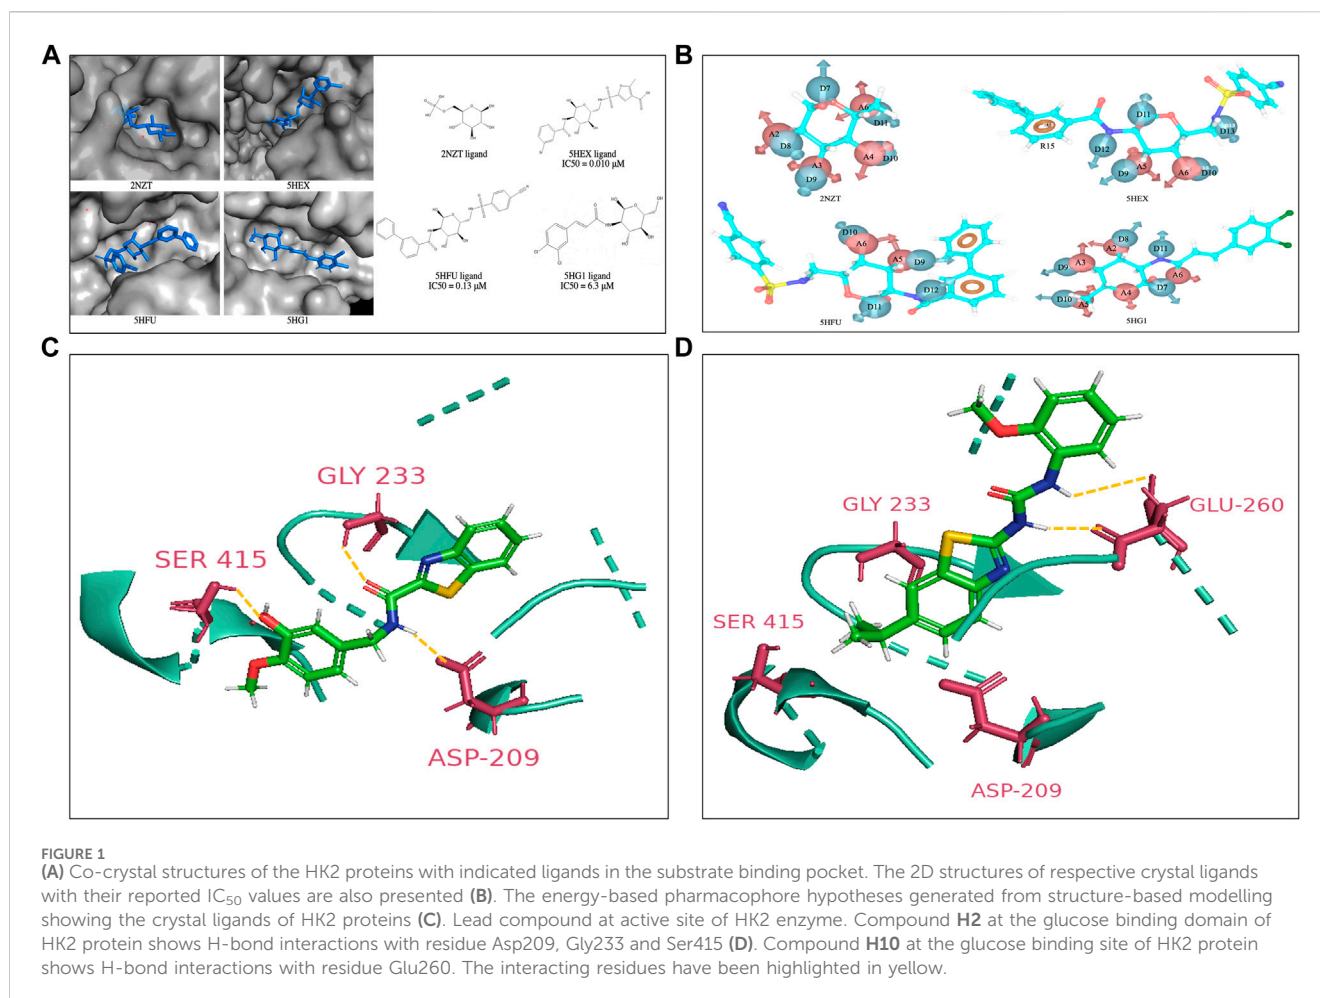 A
2NZT
5HEX
5HFU
5HG1
2NZT ligand
5HEX ligand
IC50 = 0.010 µM
5HFU ligand
IC50 = 0.13 µM
5HG1 ligand
IC50 = 6.3 µM
B
D7
A6
D11
A2
D8
A3
A4
D10
D9
2NZT
R15
D11
D13
D12
A5
D9
A6
D10
5HEX
D10
A6
A5
D9
D12
D11
5HFU
D8
A2
D11
A3
D9
A6
D7
D10
A5
A4
5HG1
C
GLY 233
SER 415
ASP-209
D
GLY 233
GLU-260
SER 415
ASP-209
FIGURE 1
(A) Co-crystal structures of the HK2 proteins with indicated ligands in the substrate binding pocket. The 2D structures of respective crystal ligands
with their reported IC₅₀ values are also presented (B). The energy-based pharmacophore hypotheses generated from structure-based modelling
showing the crystal ligands of HK2 proteins (C). Lead compound at active site of HK2 enzyme. Compound H2 at the glucose binding domain of
HK2 protein shows H-bond interactions with residue Asp209, Gly233 and Ser415 (D). Compound H10 at the glucose binding site of HK2 protein
shows H-bond interactions with residue Glu260. The interacting residues have been highlighted in yellow.